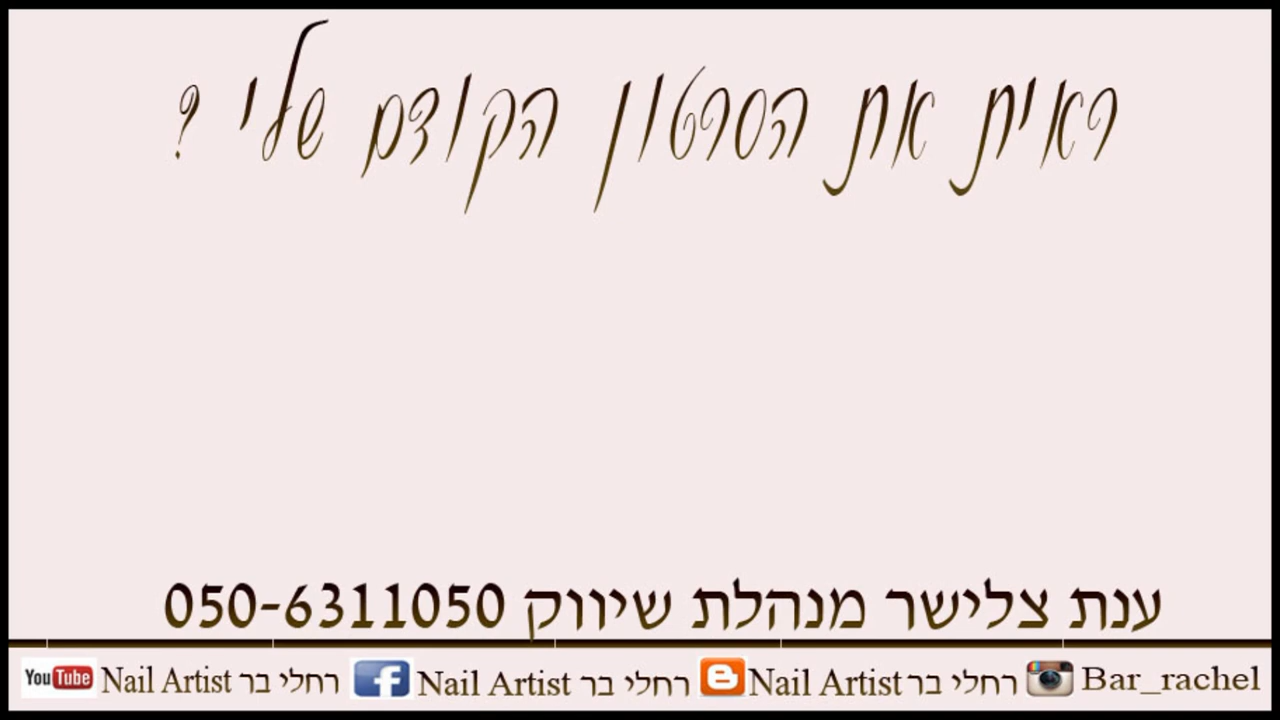 ראית את הסרטון הקודם שלי ?
ענת צלישר מנהלת שיווק 050-6311050
YouTube Nail Artist רחלי בר f Nail Artist רחלי בר Nail Artist רחלי בר Bar_rachel